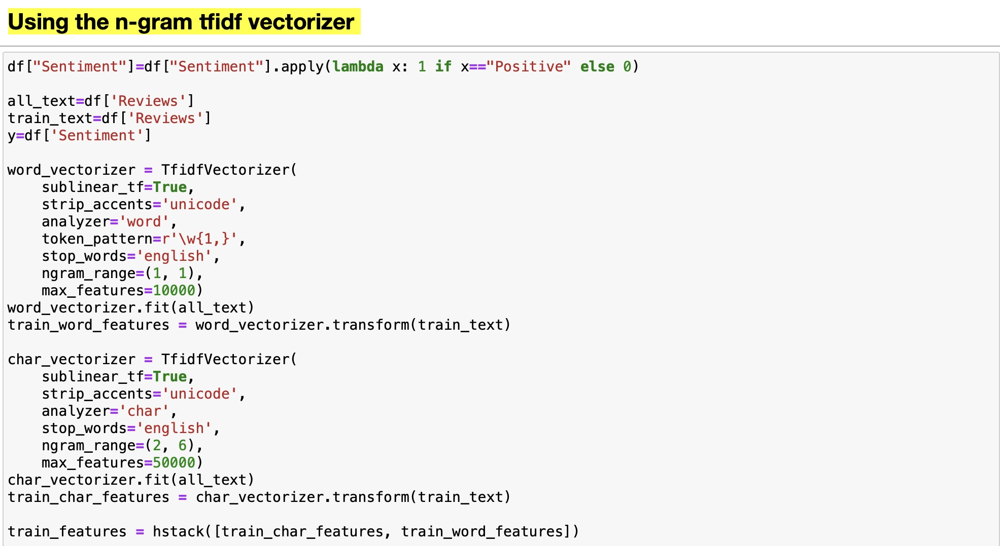 Using the n-gram tfidf vectorizer
df["Sentiment"]=df["Sentiment"].apply(lambda x: 1 if x=="Positive" else 0)
all_text=df['Reviews']
train_text=df['Reviews']
y=df['Sentiment']
word_vectorizer = TfidfVectorizer(
    sublinear_tf=True,
    strip_accents='unicode',
    analyzer='word',
    token_pattern=r'\w{1,}',
    stop_words='english',
    ngram_range=(1, 1),
    max_features=10000)
word_vectorizer.fit(all_text)
train_word_features = word_vectorizer.transform(train_text)
char_vectorizer = TfidfVectorizer(
    sublinear_tf=True,
    strip_accents='unicode',
    analyzer='char',
    stop_words='english',
    ngram_range=(2, 6),
    max_features=50000)
char_vectorizer.fit(all_text)
train_char_features = char_vectorizer.transform(train_text)
train_features = hstack([train_char_features, train_word_features])